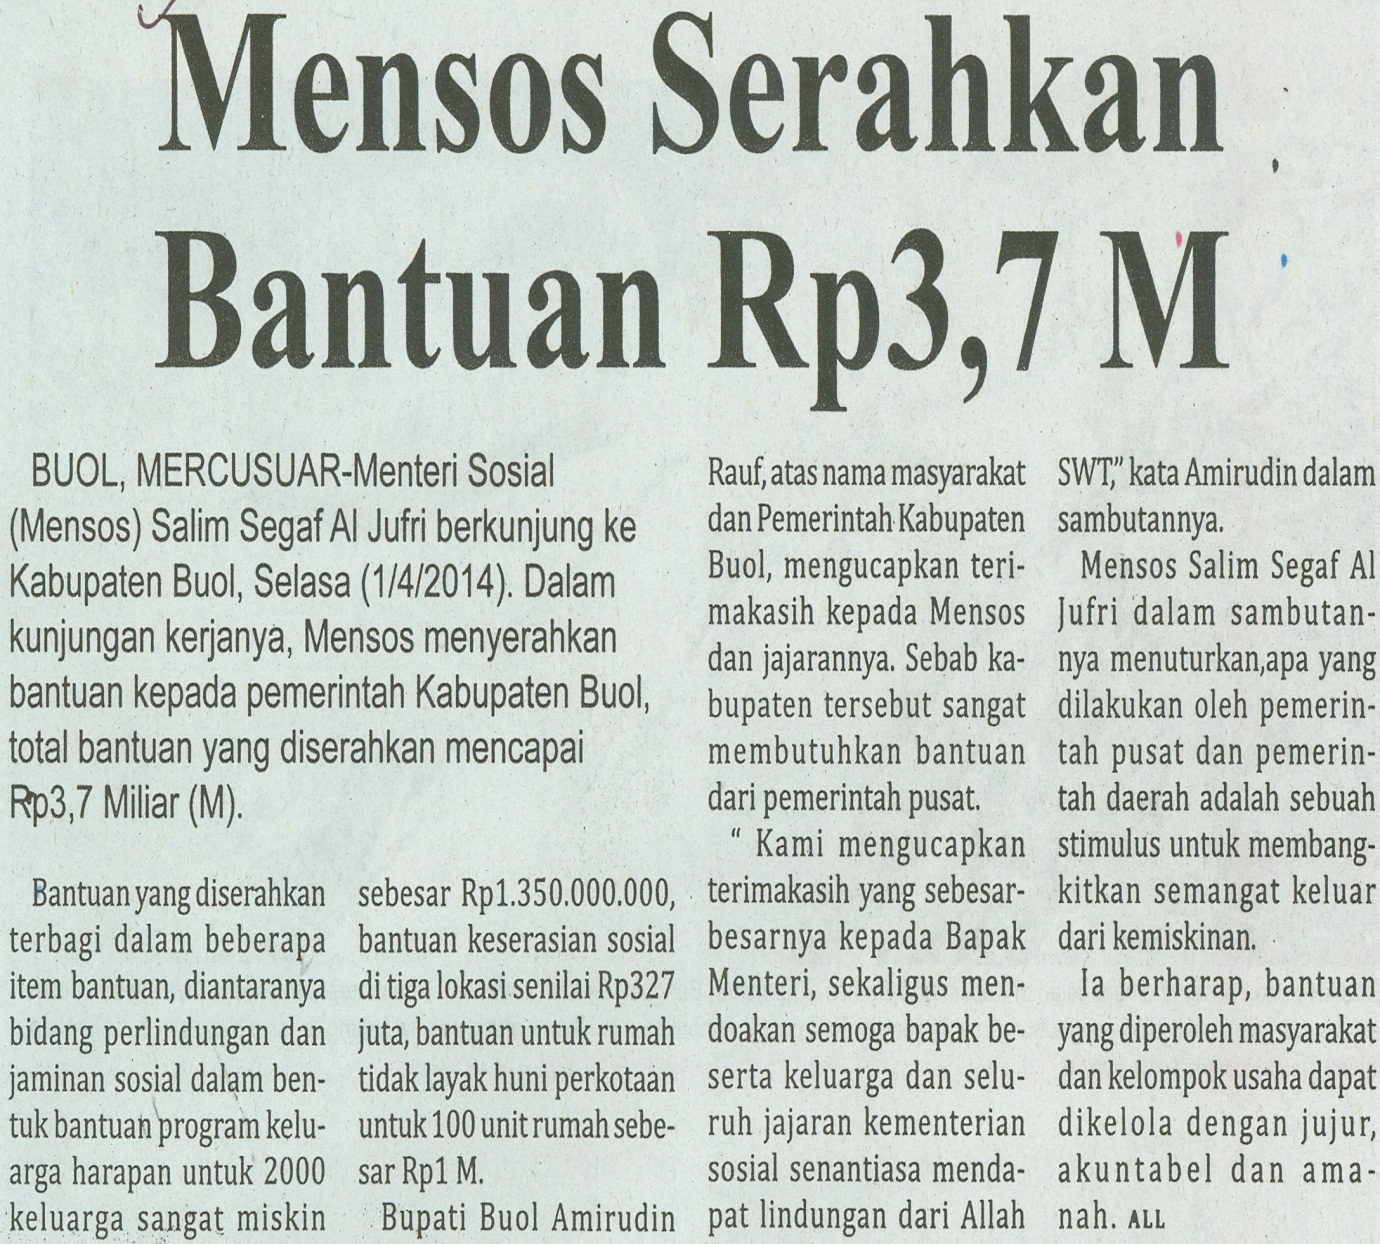 Mensos Serahkan
Bantuan Rp3,7 M
BUOL, MERCUSUAR-Menteri Sosial
(Mensos) Salim Segaf Al Jufri berkunjung ke
Kabupaten Buol, Selasa (1/4/2014). Dalam
kunjungan kerjanya, Mensos menyerahkan
bantuan kepada pemerintah Kabupaten Buol,
total bantuan yang diserahkan mencapai
Rp3,7 Miliar (M).
Bantuan yang diserahkan
terbagi dalam beberapa
item bantuan, diantaranya
bidang perlindungan dan
jaminan sosial dalam ben-
tuk bantuan program kelu-
arga harapan untuk 2000
keluarga sangat miskin
sebesar Rp1.350.000.000,
bantuan keserasian sosial
di tiga lokasi senilai Rp327
juta, bantuan untuk rumah
tidak layak huni perkotaan
untuk 100 unit rumah sebe-
sar Rp1 M.
Bupati Buol Amirudin
Rauf, atas nama masyarakat
dan Pemerintah Kabupaten
Buol, mengucapkan teri-
makasih kepada Mensos
dan jajarannya. Sebab ka-
bupaten tersebut sangat
membutuhkan bantuan
dari pemerintah pusat.
“ Kami mengucapkan
terimakasih yang sebesar-
besarnya kepada Bapak
Menteri, sekaligus men-
doakan semoga bapak be-
serta keluarga dan selu-
ruh jajaran kementerian
sosial senantiasa menda-
pat lindungan dari Allah
SWT,” kata Amirudin dalam
sambutannya.
Mensos Salim Segaf Al
Jufri dalam sambutan-
nya menuturkan,apa yang
dilakukan oleh pemerin-
tah pusat dan pemerin-
tah daerah adalah sebuah
stimulus untuk membang-
kitkan semangat keluar
dari kemiskinan.
Ia berharap, bantuan
yang diperoleh masyarakat
dan kelompok usaha dapat
dikelola dengan jujur,
akuntabel dan ama-
nah. ALL